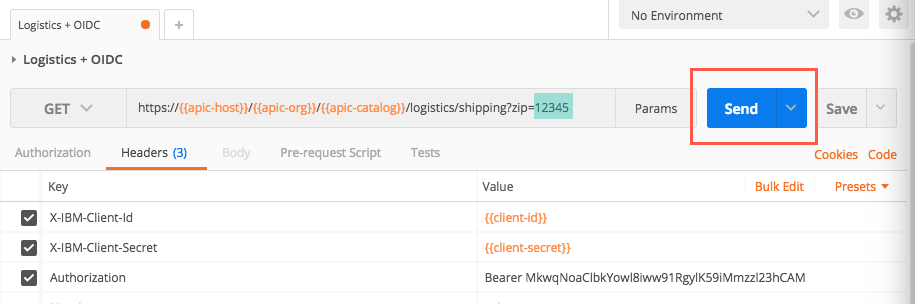 Logistics + OIDC
+
No Environment
Logistics + OIDC
GET https://{{apic-host}}/{{apic-org}}/{{apic-catalog}}/logistics/shipping?zip=12345 Params Send Save
Authorization Headers (3) Body Pre-request Script Tests Cookies Code
Key Value Bulk Edit Presets
X-IBM-Client-Id {{client-id}}
X-IBM-Client-Secret {{client-secret}}
Authorization Bearer MkwqNoaClbkYowl8iww91RgylK59iMmzzl23hCAM